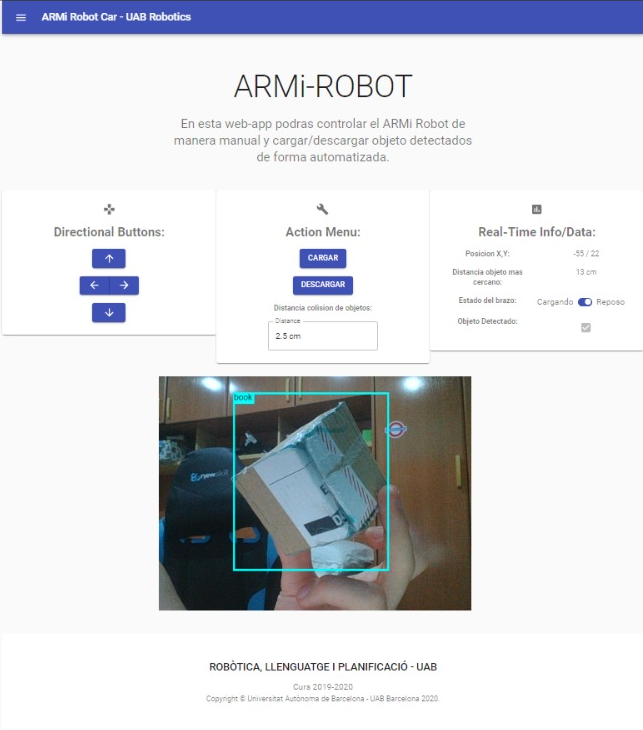 ARMi Robot Car - UAB Robotics
ARMi-ROBOT
En esta web-app podras controlar el ARMi Robot de
manera manual y cargar/descargar objeto detectados
de forma automatizada.
Directional Buttons:
Action Menu:
CARGAR
DESCARGAR
Distancia colision de objetos:
Distance
2.5 cm
Real-Time Info/Data:
Posicion X,Y: -55 / 22
Distancia objeto mas 13 cm
cercano:
Estado del brazo: Cargando Reposo
Objeto Detectado:
book
newskill
ROBÒTICA, LLENGUATGE I PLANIFICACIÓ - UAB
Curs 2019-2020
Copyright © Universitat Autònoma de Barcelona - UAB Barcelona 2020.